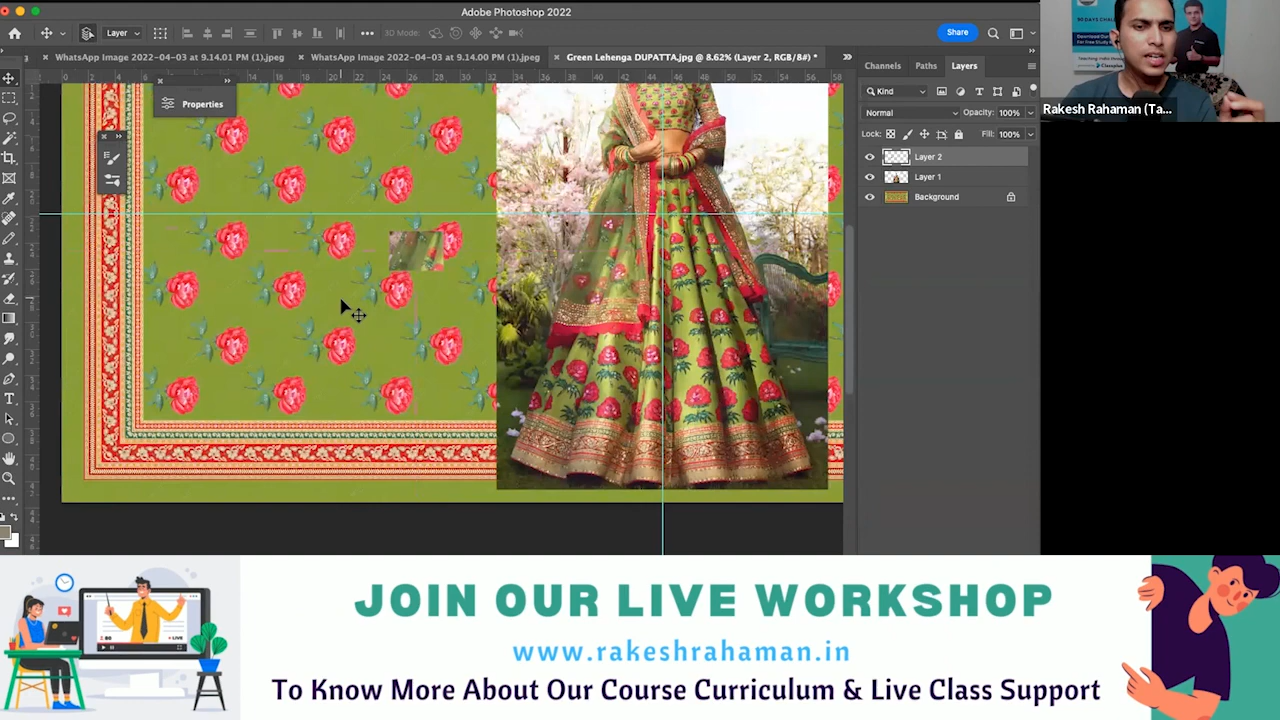 Adobe Photoshop 2022
Layer
3D Mode:
Share
WhatsApp Image 2022-04-03 at 9.14.01 PM (1).jpeg
WhatsApp Image 2022-04-03 at 9.14.00 PM (1).jpeg
Green Lehenga DUPATTA.jpg @ 8.62% (Layer 2, RGB/8#) *
Channels
Paths
Layers
Properties
Kind
Normal
Opacity: 100%
Lock:
Fill: 100%
Layer 2
Layer 1
Background
Rakesh Rahaman (Ta...
JOIN OUR LIVE WORKSHOP
www.rakeshrahaman.in
To Know More About Our Course Curriculum & Live Class Support